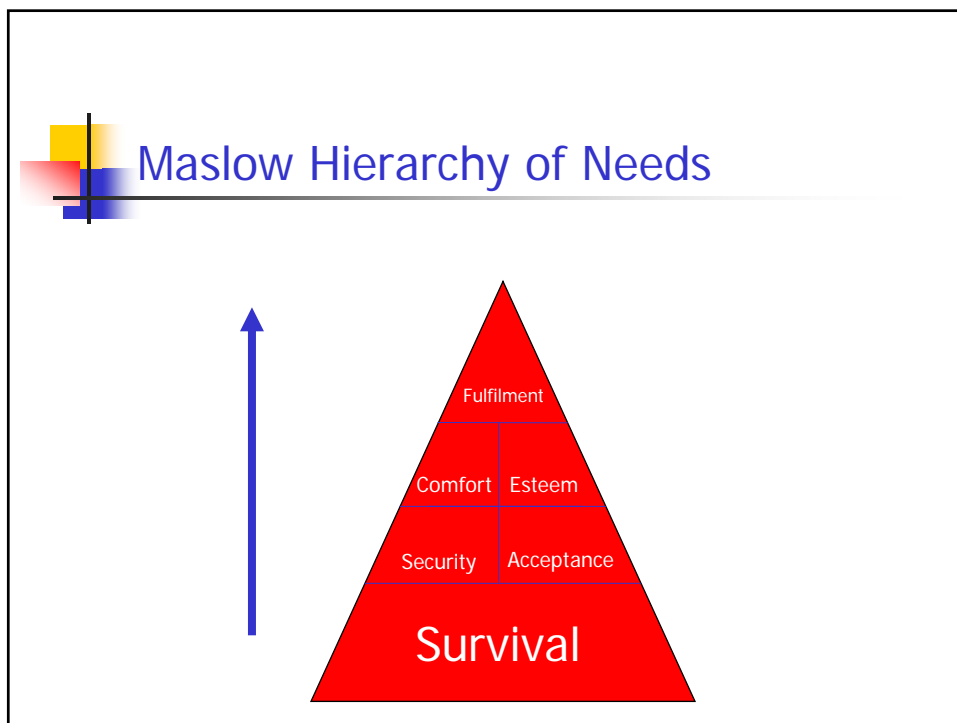 Maslow Hierarchy of Needs
Fulfilment
Comfort Esteem
Security Acceptance
Survival